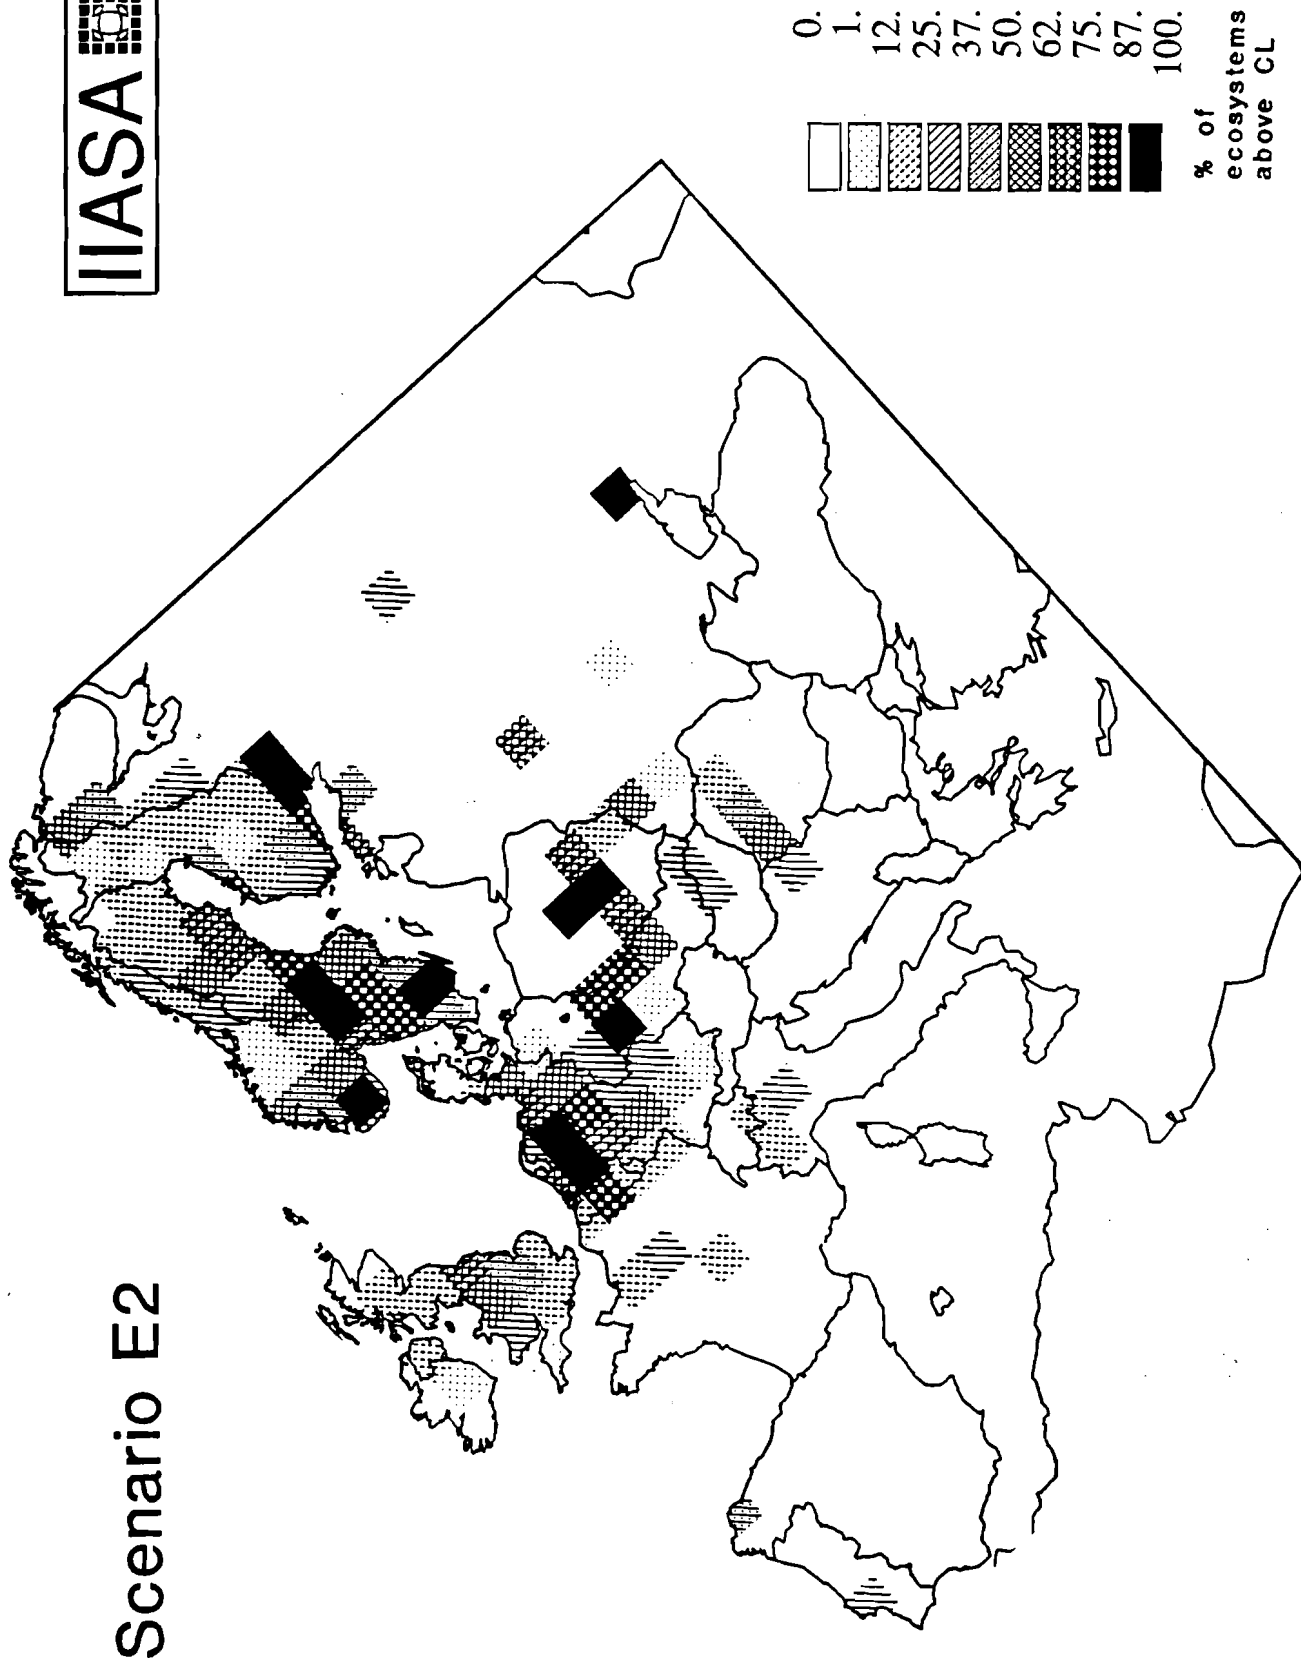 Scenario E2
IIASA
0.
1.
12.
25.
37.
50.
62.
75.
87.
100.
% of
ecosystems
above CL